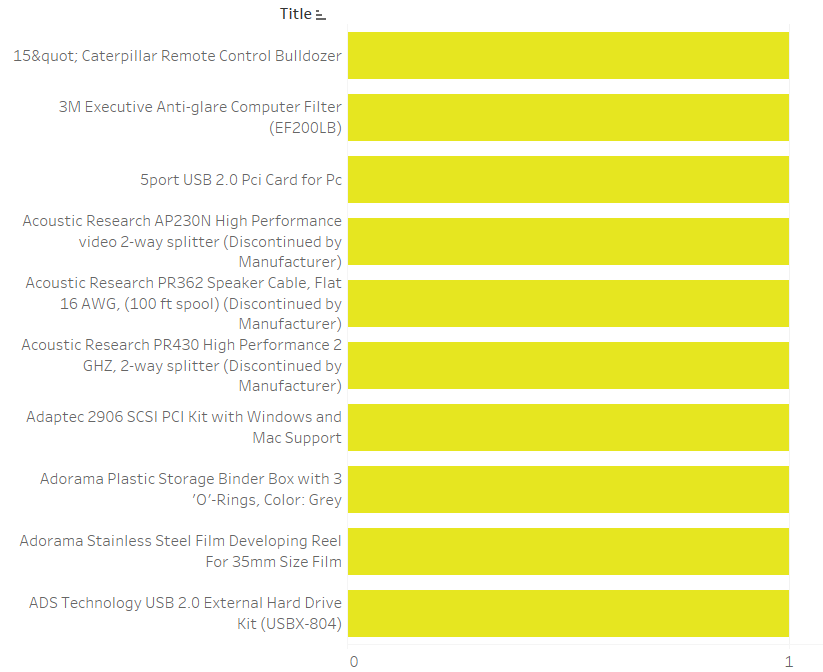 Title
15&quot; Caterpillar Remote Control Bulldozer
3M Executive Anti-glare Computer Filter
(EF200LB)
5port USB 2.0 Pci Card for Pc
Acoustic Research AP230N High Performance
video 2-way splitter (Discontinued by
Manufacturer)
Acoustic Research PR362 Speaker Cable, Flat
16 AWG, (100 ft spool) (Discontinued by
Manufacturer)
Acoustic Research PR430 High Performance 2
GHZ, 2-way splitter (Discontinued by
Manufacturer)
Adaptec 2906 SCSI PCI Kit with Windows and
Mac Support
Adorama Plastic Storage Binder Box with 3
'O'-Rings, Color: Grey
Adorama Stainless Steel Film Developing Reel
For 35mm Size Film
ADS Technology USB 2.0 External Hard Drive
Kit (USBX-804)
0 1